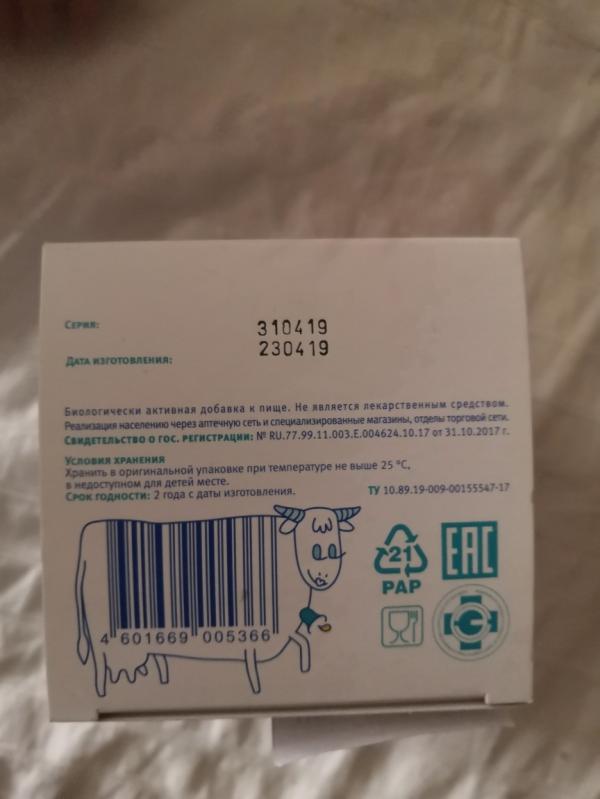 Серия:
310419
230419
Дата изготовления:
Биологически активная добавка к пище. Не является лекарственным средством.
Реализация населению через аптечную сеть и специализированные магазины, отделы торговой сети.
Свидетельство о гос. регистрации: № RU.77.99.11.003.Е.004624.10.17 от 31.10.2017 г.
Условия хранения
Хранить в оригинальной упаковке при температуре не выше 25 °С,
в недоступном для детей месте.
Срок годности: 2 года с даты изготовления.
ТУ 10.89.19-009-00155547-17
21
PAP
EAC
4 601669 005366